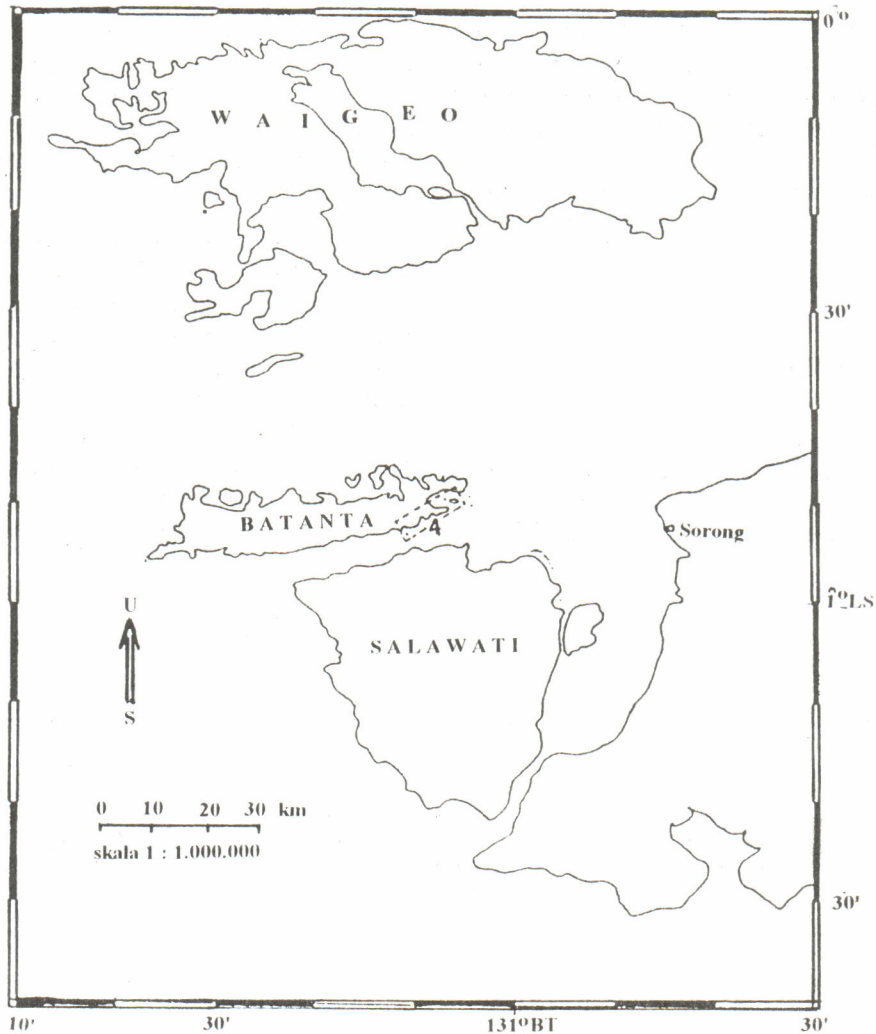 0°
W A I G E O
30'
BATANTA
4
Sorong
1°LS
U
SALAWATI
S
0 10 20 30 km
skala 1 : 1.000.000
30'
10' 30' 131°BT 30'